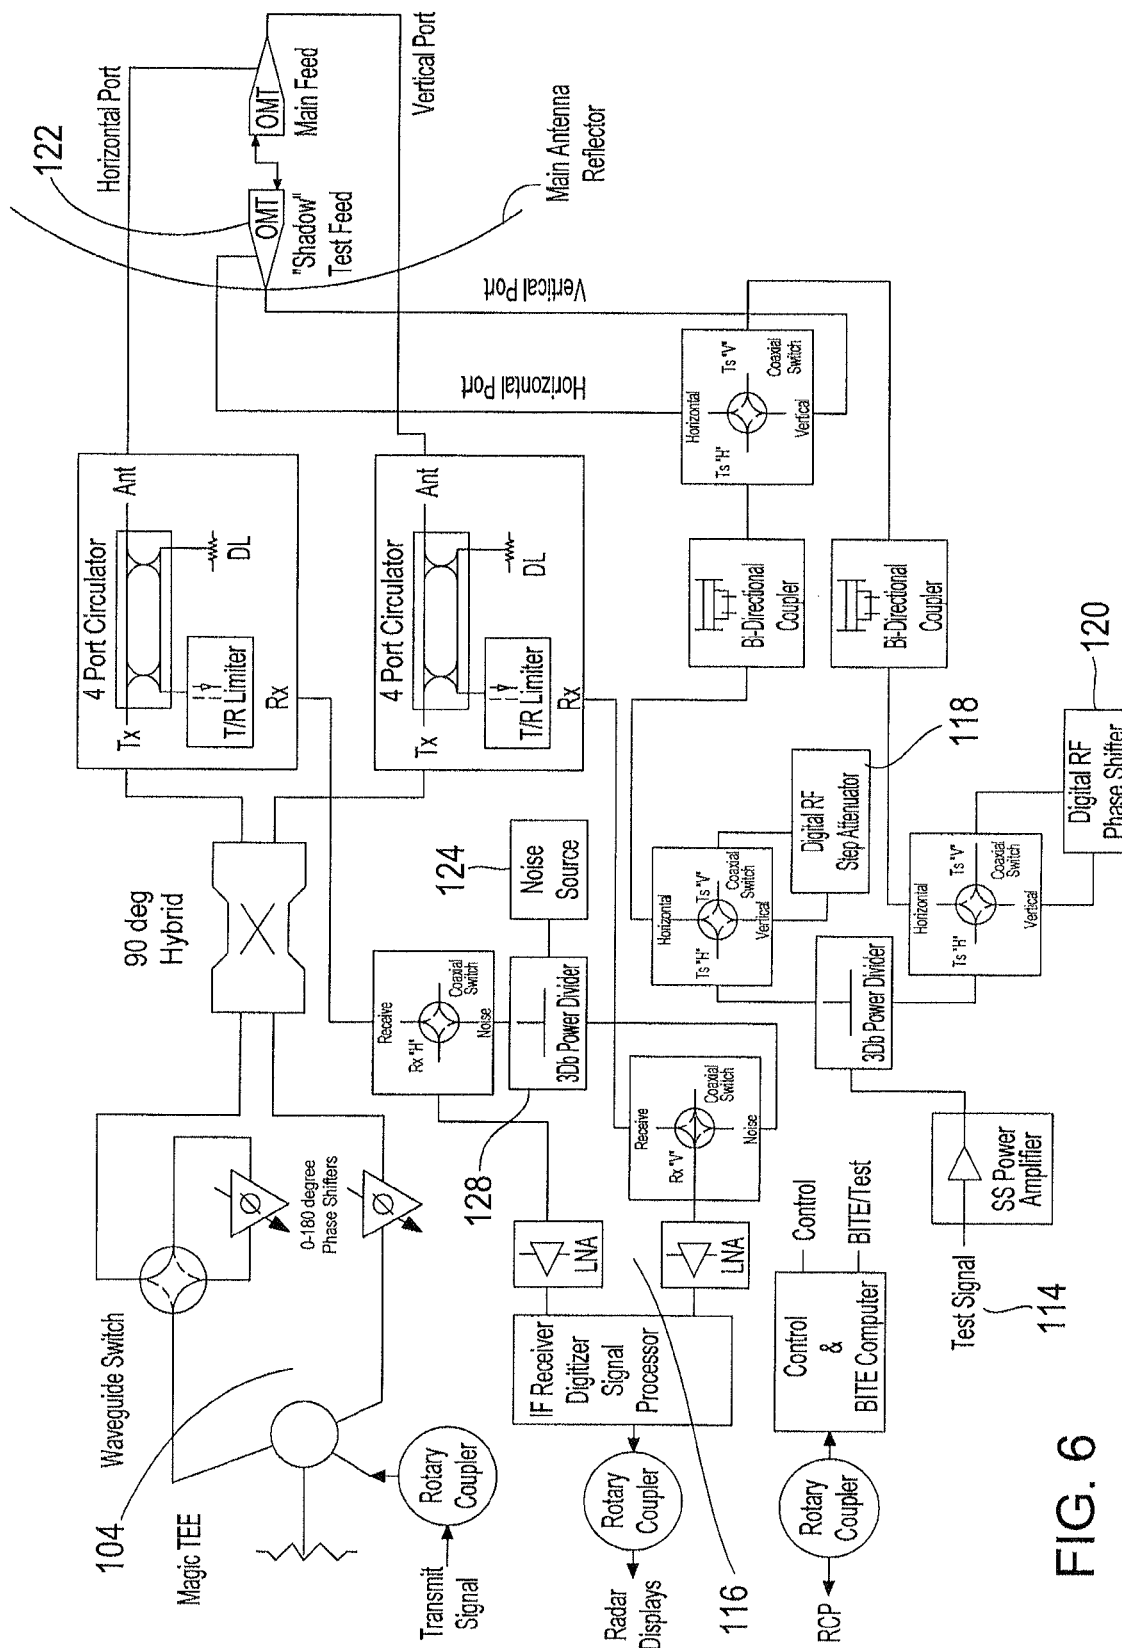 Horizontal Port
122
OMT
OMT
Main Feed
"Shadow"
Test Feed
Vertical Port
Main Antenna
Reflector
Vertical Port
Horizontal Port
4 Port Circulator
Tx
Ant
T/R Limiter
DL
Rx
4 Port Circulator
Tx
Ant
T/R Limiter
DL
Rx
90 deg
Hybrid
Waveguide Switch
0-180 degree
Phase Shifters
104
Magic TEE
Rotary
Coupler
Transmit
Signal
124
Noise
Source
Receive
Rx "H"
Coaxial
Switch
Noise
3Db Power Divider
128
Receive
Rx "V"
Coaxial
Switch
Noise
LNA
LNA
IF Receiver
Digitizer
Signal
Processor
Rotary
Coupler
Radar
Displays
116
Horizontal
Ts "H"
Ts "V"
Coaxial
Switch
Vertical
Bi-Directional
Coupler
Bi-Directional
Coupler
118
Digital RF
Step Attenuator
Horizontal
Ts "H"
Ts "V"
Coaxial
Switch
Vertical
120
Digital RF
Phase Shifter
Horizontal
Ts "H"
Ts "V"
Coaxial
Switch
Vertical
3Db Power Divider
SS Power
Amplifier
Test Signal
114
Control
BITE/Test
Control
&
BITE Computer
Rotary
Coupler
RCP
FIG. 6